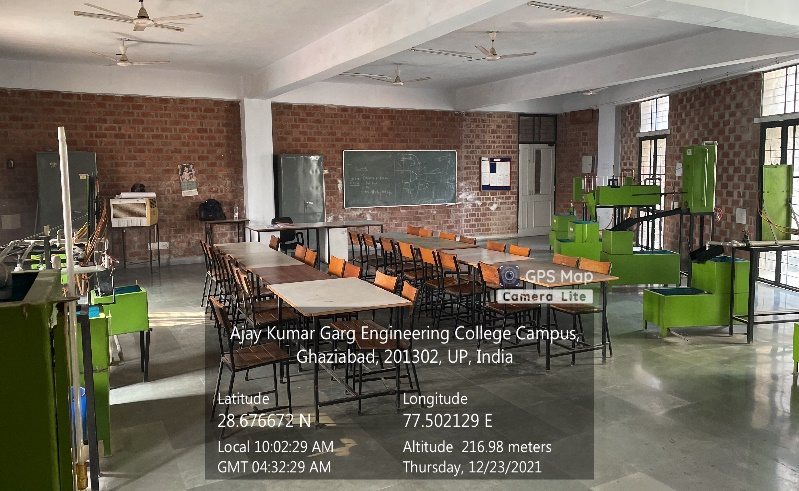 GPS Map
Camera Lite
Ajay Kumar Garg Engineering College Campus,
Ghaziabad, 201302, UP, India
Latitude
28.676672 N
Longitude
77.502129 E
Local 10:02:29 AM
GMT 04:32:29 AM
Altitude 216.98 meters
Thursday, 12/23/2021